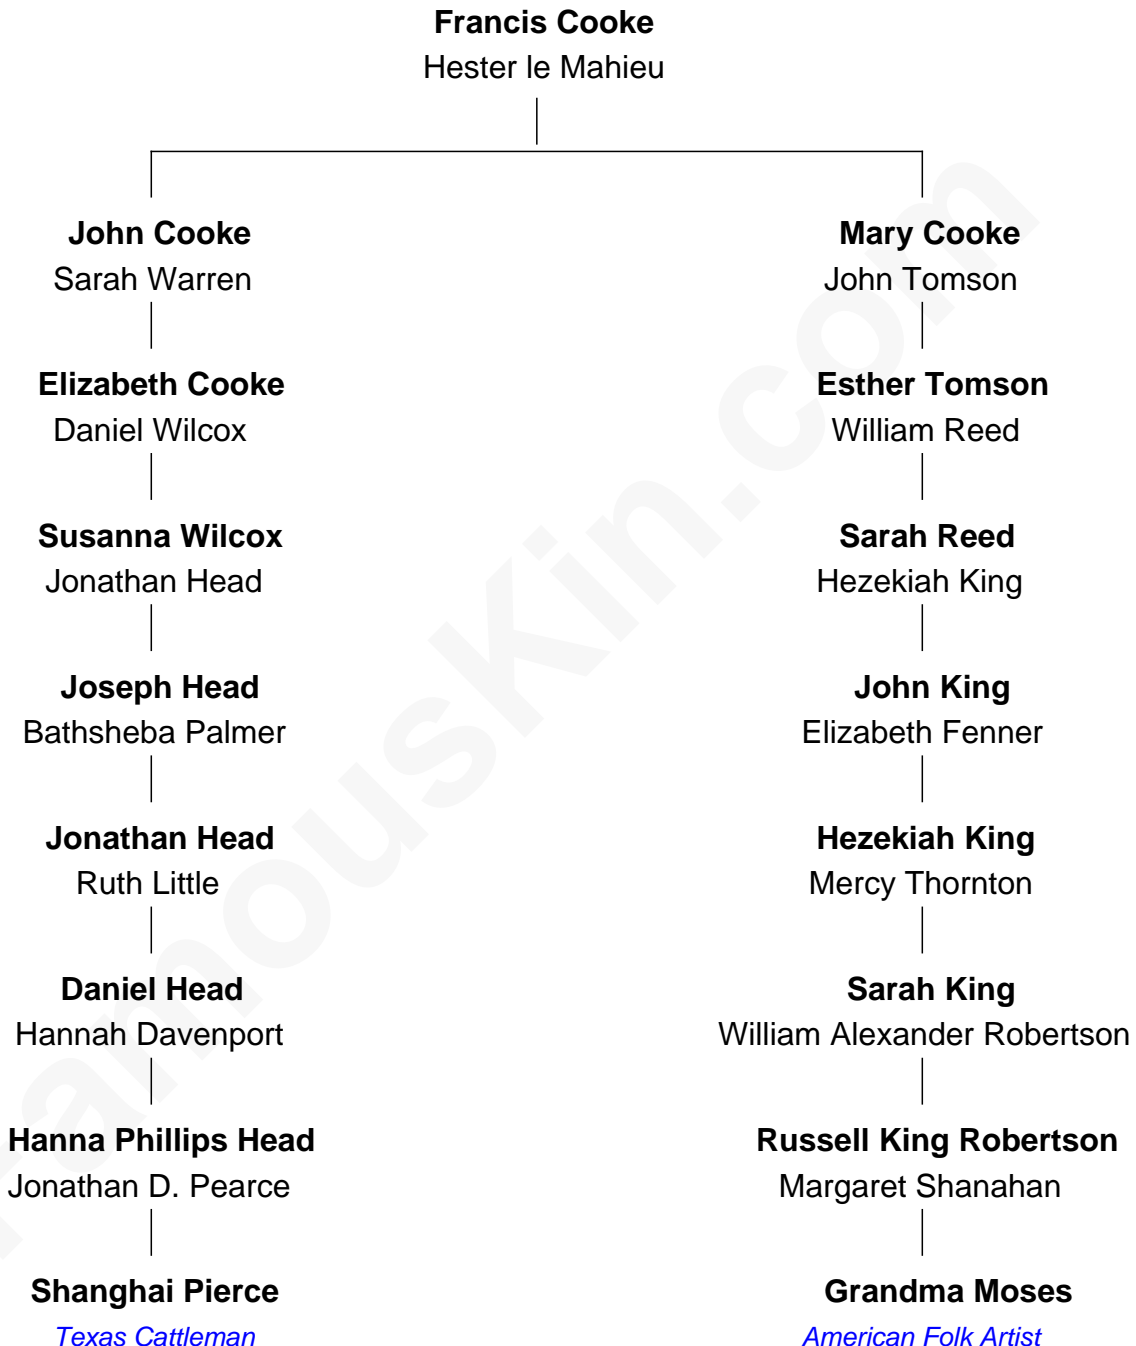 Francis Cooke
Hester le Mahieu
John Cooke
Sarah Warren
Mary Cooke
John Tomson
Elizabeth Cooke
Daniel Wilcox
Esther Tomson
William Reed
Susanna Wilcox
Jonathan Head
Sarah Reed
Hezekiah King
Joseph Head
Bathsheba Palmer
John King
Elizabeth Fenner
Jonathan Head
Ruth Little
Hezekiah King
Mercy Thornton
Daniel Head
Hannah Davenport
Sarah King
William Alexander Robertson
Hanna Phillips Head
Jonathan D. Pearce
Russell King Robertson
Margaret Shanahan
Shanghai Pierce
Texas Cattleman
Grandma Moses
American Folk Artist
FamousKin.com